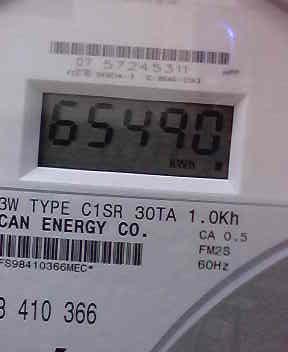 07 57245311
65490
KWH
3W TYPE C1SR 30TA 1.0Kh
CAN ENERGY CO.
CA 0.5
FM2S
FS98410366MEC*
60Hz
410 366